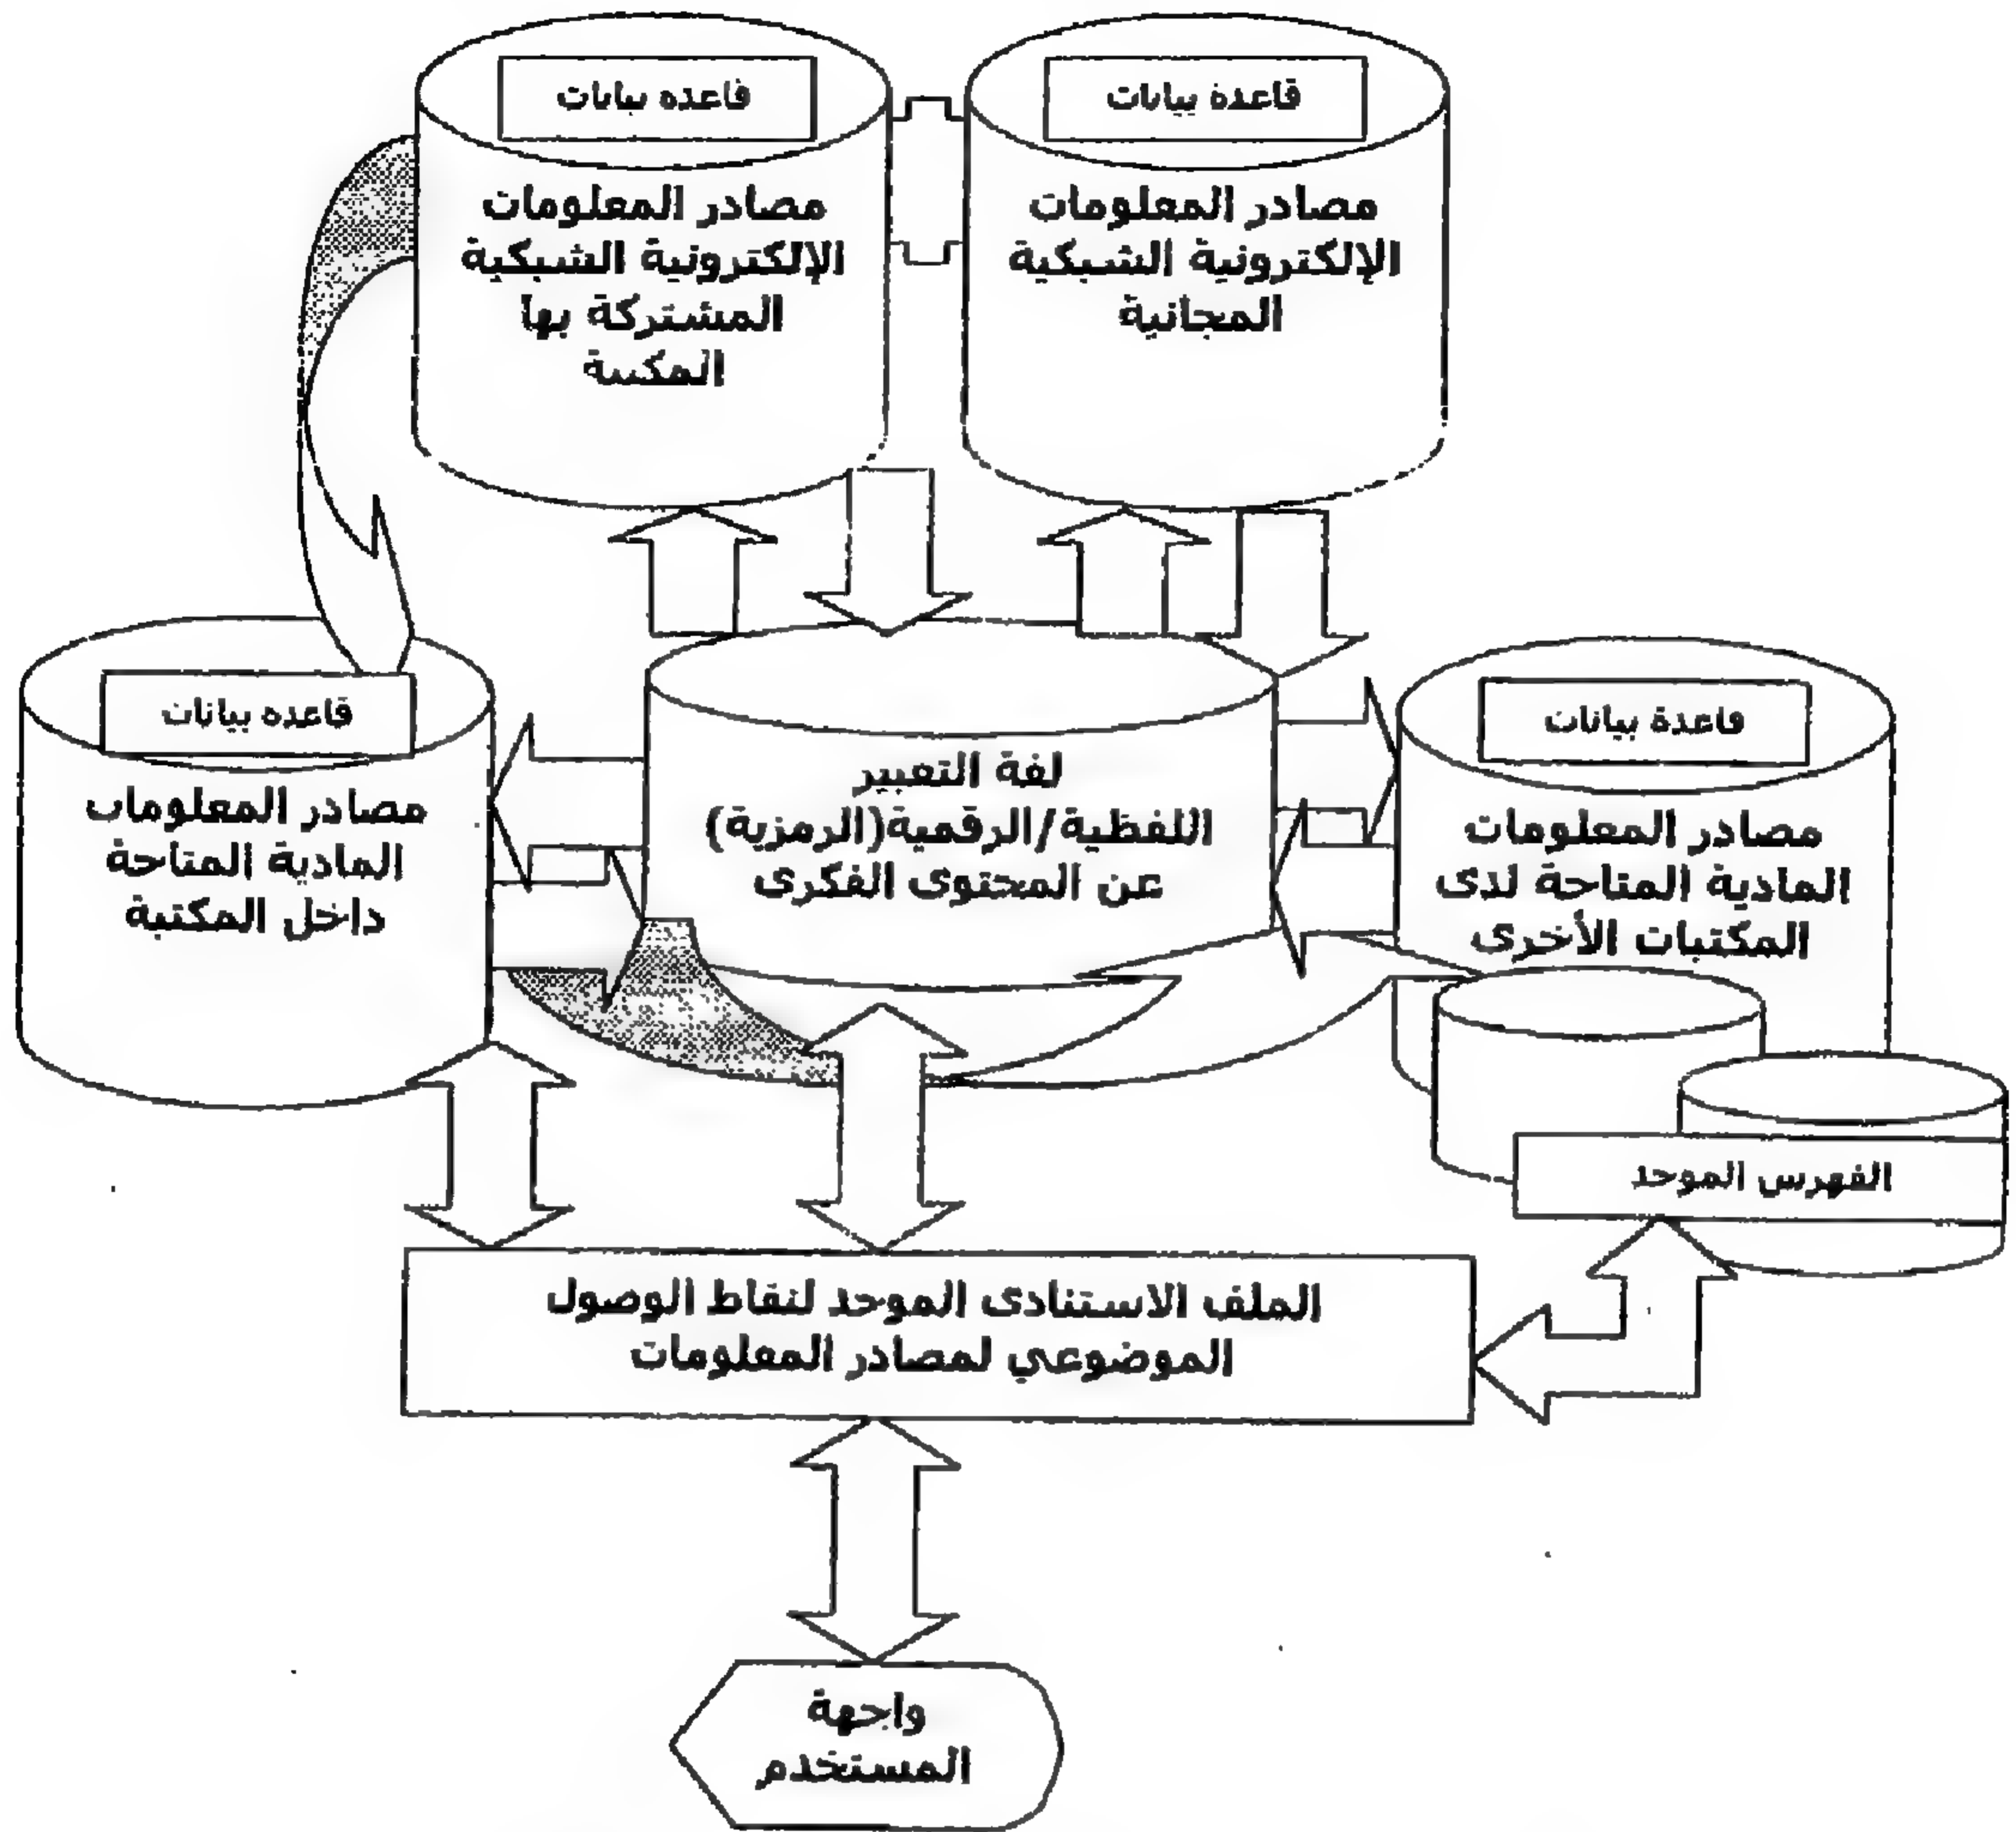 قاعدة بيانات
مصادر المعلومات
الإلكترونية الشبكية
المجانية
قاعده بيانات
مصادر المعلومات
الإلكترونية الشبكية
المشتركة بها
المكتبة
قاعدة بيانات
مصادر المعلومات
المادية المتاحة لدى
المكتبات الأخرى
لغة التعبير
اللفظية/الرقمية(الرمزية)
عن المحتوى الفكرى
قاعده بيانات
مصادر المعلومات
المادية المتاحة
داخل المكتبة
الفهرس الموحد
الملف الاستنادى الموحد لنقاط الوصول
الموضوعي لمصادر المعلومات
واجهة
المستخدم